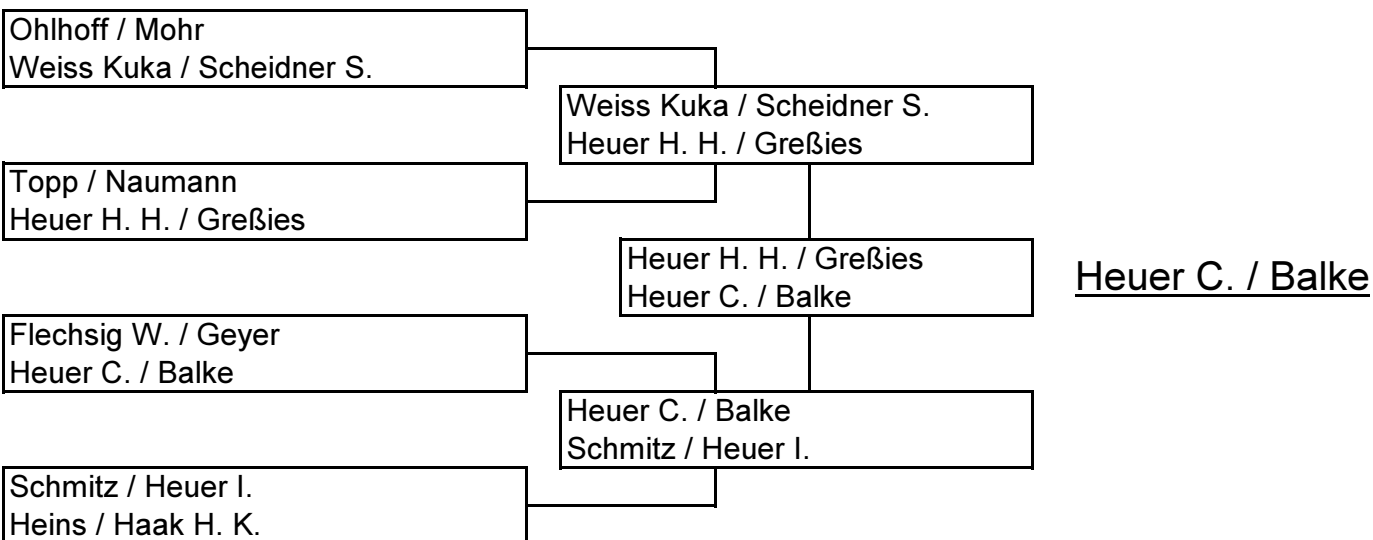 Ohlhoff / Mohr
Weiss Kuka / Scheidner S.
Weiss Kuka / Scheidner S.
Heuer H. H. / Greßies
Topp / Naumann
Heuer H. H. / Greßies
Heuer H. H. / Greßies
Heuer C. / Balke
Heuer C. / Balke
Flechsig W. / Geyer
Heuer C. / Balke
Heuer C. / Balke
Schmitz / Heuer I.
Schmitz / Heuer I.
Heins / Haak H. K.